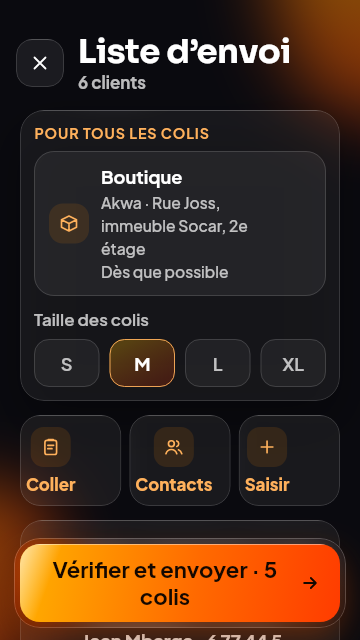 Liste d’envoi
6 clients
POUR TOUS LES COLIS
Boutique
Akwa · Rue Joss,
immeuble Socar, 2e
étage
Dès que possible
Taille des colis
S M L XL
Coller Contacts Saisir
Vérifier et envoyer · 5
colis